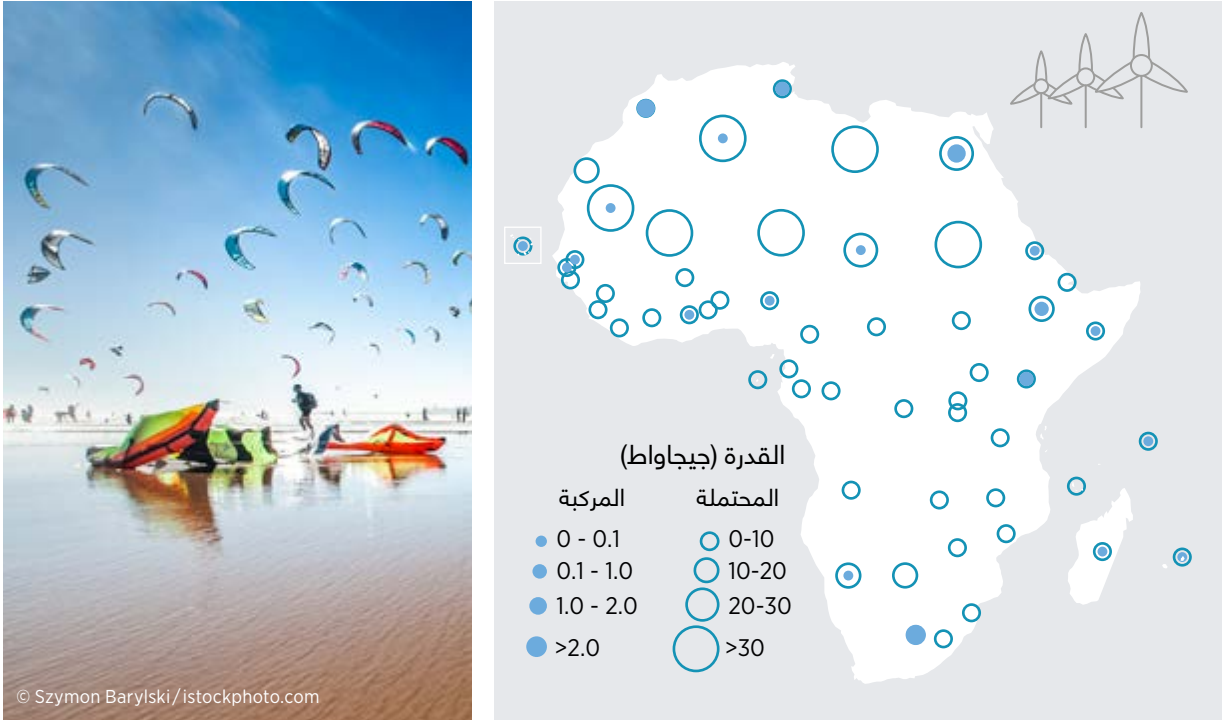 © Szymon Barylski/istockphoto.com
القدرة (جيجاواط)
المركبة المحتملة
0 - 0.1 0-10
0.1 - 1.0 10-20
1.0 - 2.0 20-30
>2.0 >30